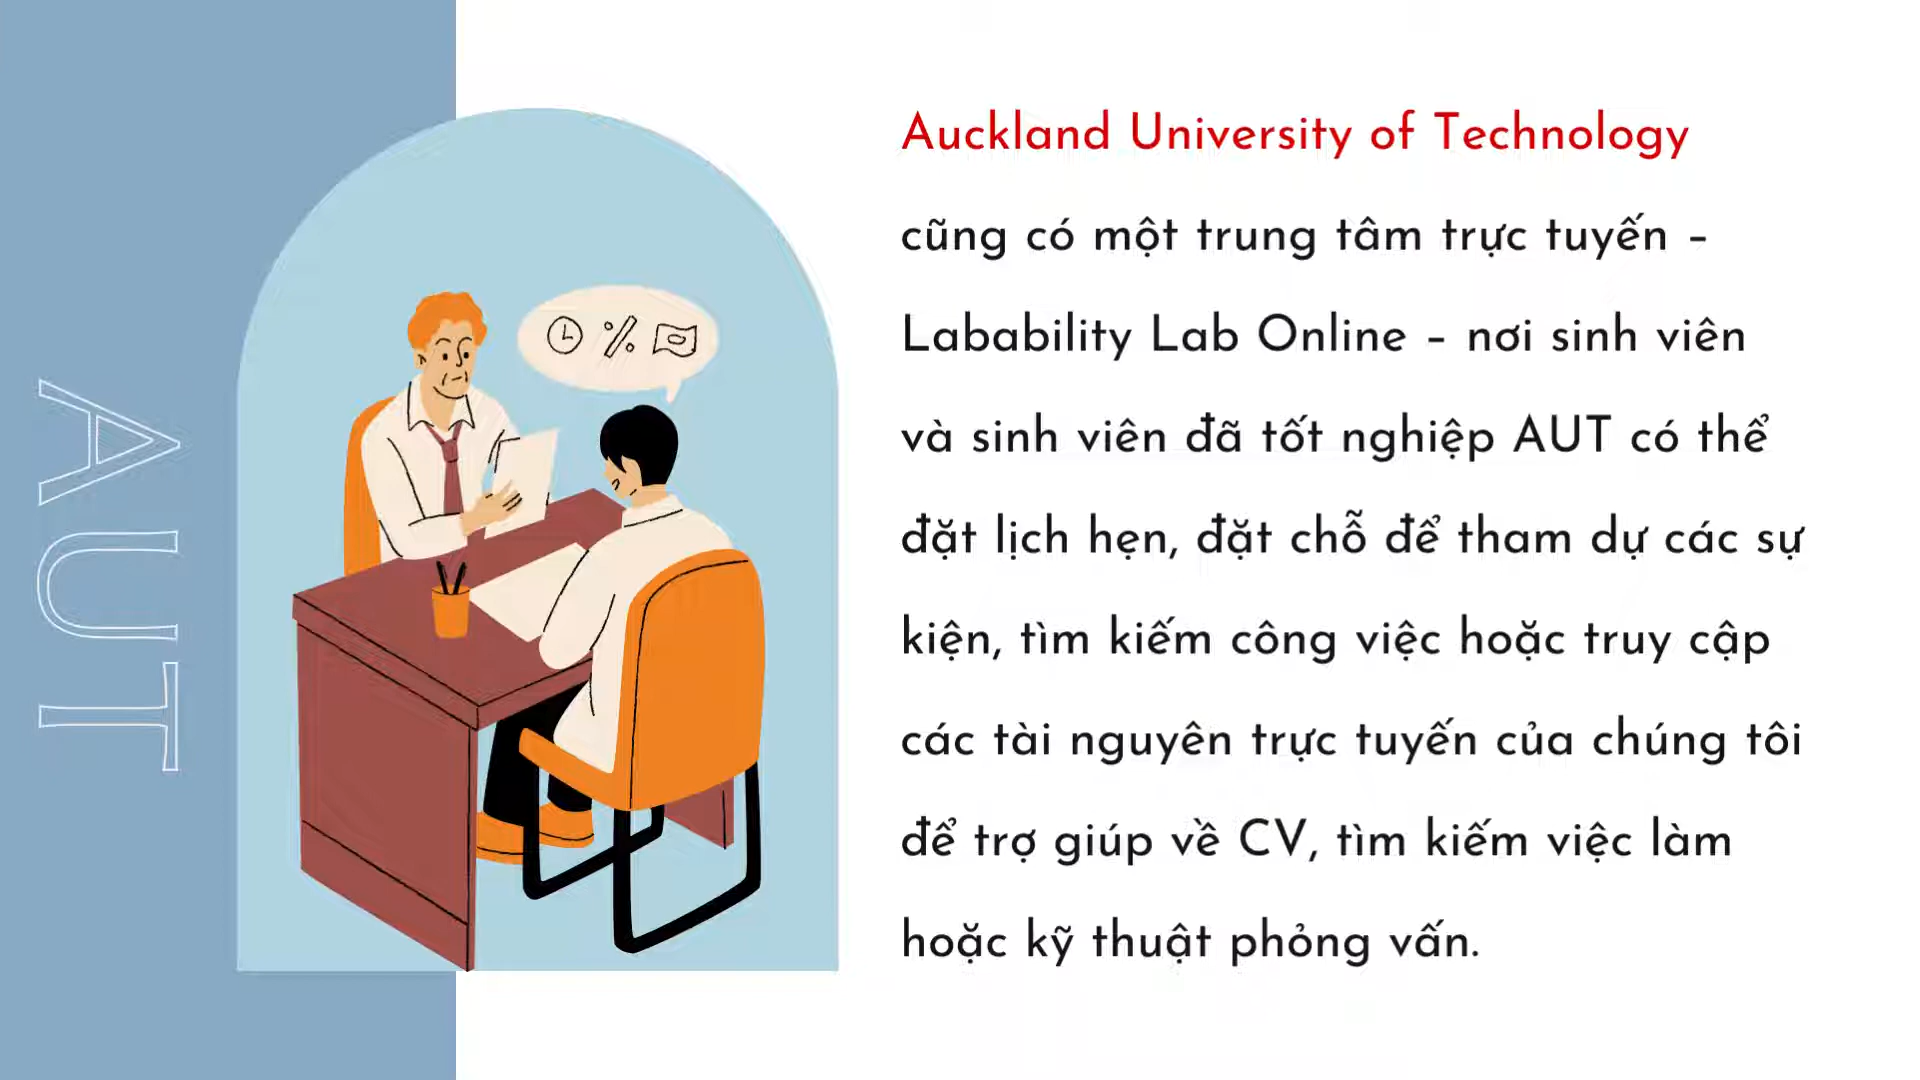 AUT
Auckland University of Technology
cũng có một trung tâm trực tuyến –
Labability Lab Online – nơi sinh viên
và sinh viên đã tốt nghiệp AUT có thể
đặt lịch hẹn, đặt chỗ để tham dự các sự
kiện, tìm kiếm công việc hoặc truy cập
các tài nguyên trực tuyến của chúng tôi
để trợ giúp về CV, tìm kiếm việc làm
hoặc kỹ thuật phỏng vấn.